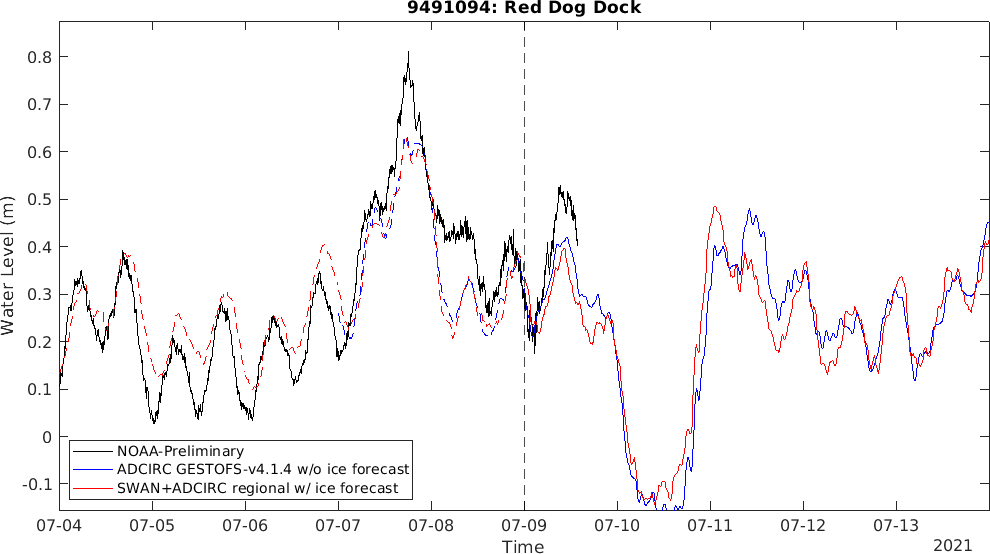 9491094: Red Dog Dock
Water Level (m)
0.8
0.7
0.6
0.5
0.4
0.3
0.2
0.1
0
-0.1
NOAA-Preliminary
ADCIRC GESTOFS-v4.1.4 w/o ice forecast
SWAN+ADCIRC regional w/ ice forecast
07-04 07-05 07-06 07-07 07-08 07-09 07-10 07-11 07-12 07-13
Time
2021